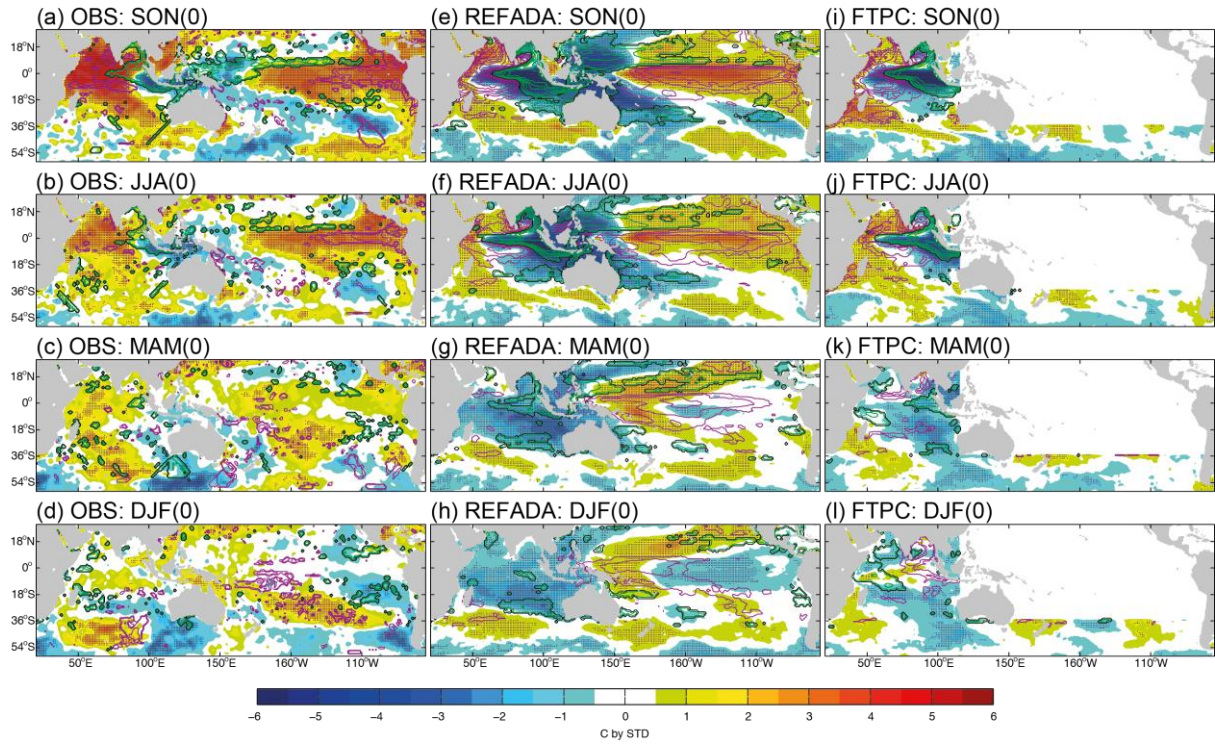 (a) OBS: SON(0)
(e) REFADA: SON(0)
(i) FTPC: SON(0)
18°N
0°
18°S
36°S
54°S
(b) OBS: JJA(0)
(f) REFADA: JJA(0)
(j) FTPC: JJA(0)
18°N
0°
18°S
36°S
54°S
(c) OBS: MAM(0)
(g) REFADA: MAM(0)
(k) FTPC: MAM(0)
18°N
0°
18°S
36°S
54°S
(d) OBS: DJF(0)
(h) REFADA: DJF(0)
(l) FTPC: DJF(0)
18°N
0°
18°S
36°S
54°S
50°E 100°E 150°E 160°W 110°W 50°E 100°E 150°E 160°W 110°W 50°E 100°E 150°E 160°W 110°W
−6 −5 −4 −3 −2 −1 0 1 2 3 4 5 6
C by STD